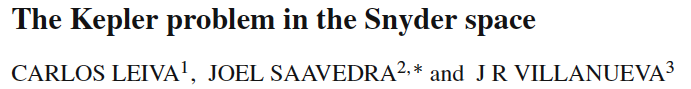 The Kepler problem in the Snyder space
CARLOS LEIVA¹, JOEL SAAVEDRA²,* and J R VILLANUEVA³